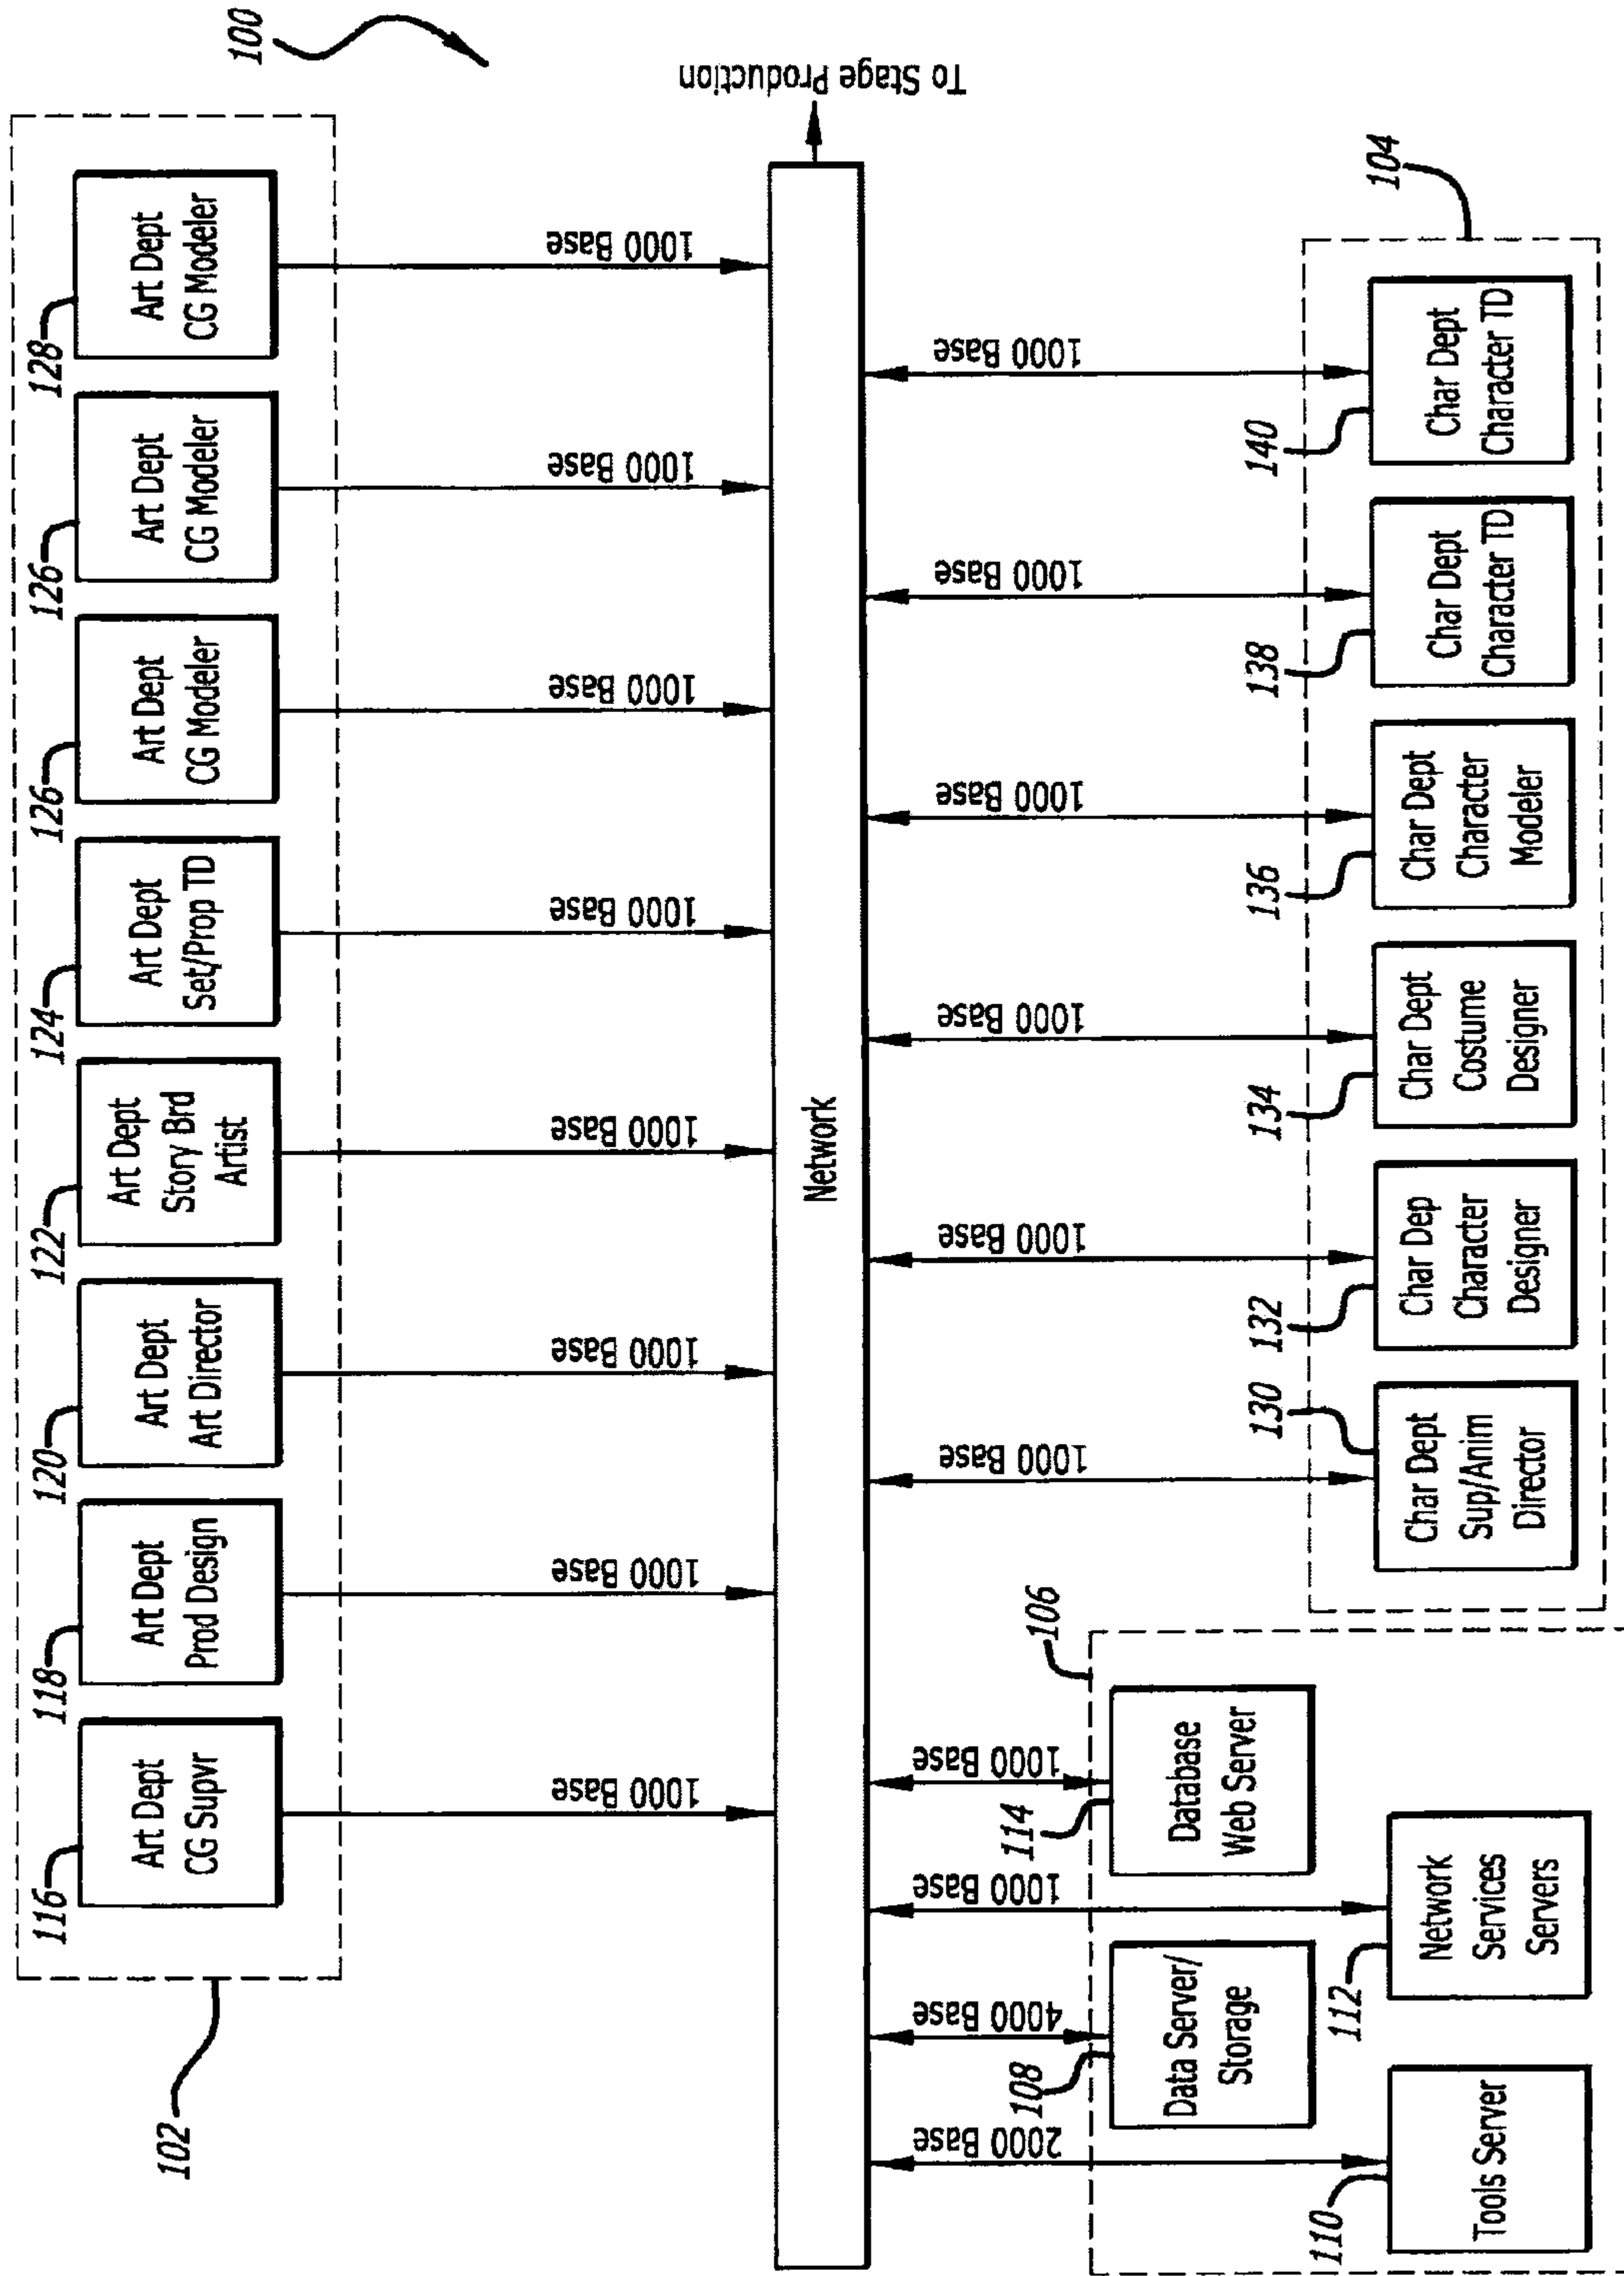 100
102
116
Art Dept
CG Supvr
118
Art Dept
Prod Design
120
Art Dept
Art Director
122
Art Dept
Story Brd
Artist
124
Art Dept
Set/Prop TD
126
Art Dept
CG Modeler
126
Art Dept
CG Modeler
128
Art Dept
CG Modeler
1000 Base
1000 Base
1000 Base
1000 Base
1000 Base
1000 Base
1000 Base
1000 Base
Network
To Stage Production
2000 Base
4000 Base
1000 Base
1000 Base
1000 Base
1000 Base
1000 Base
1000 Base
1000 Base
1000 Base
106
108
Data Server/
Storage
114
Database
Web Server
110
Tools Server
112
Network
Services
Servers
104
130
Char Dept
Sup/Anim
Director
132
Char Dep
Character
Designer
134
Char Dept
Costume
Designer
136
Char Dept
Character
Modeler
138
Char Dept
Character TD
140
Char Dept
Character TD